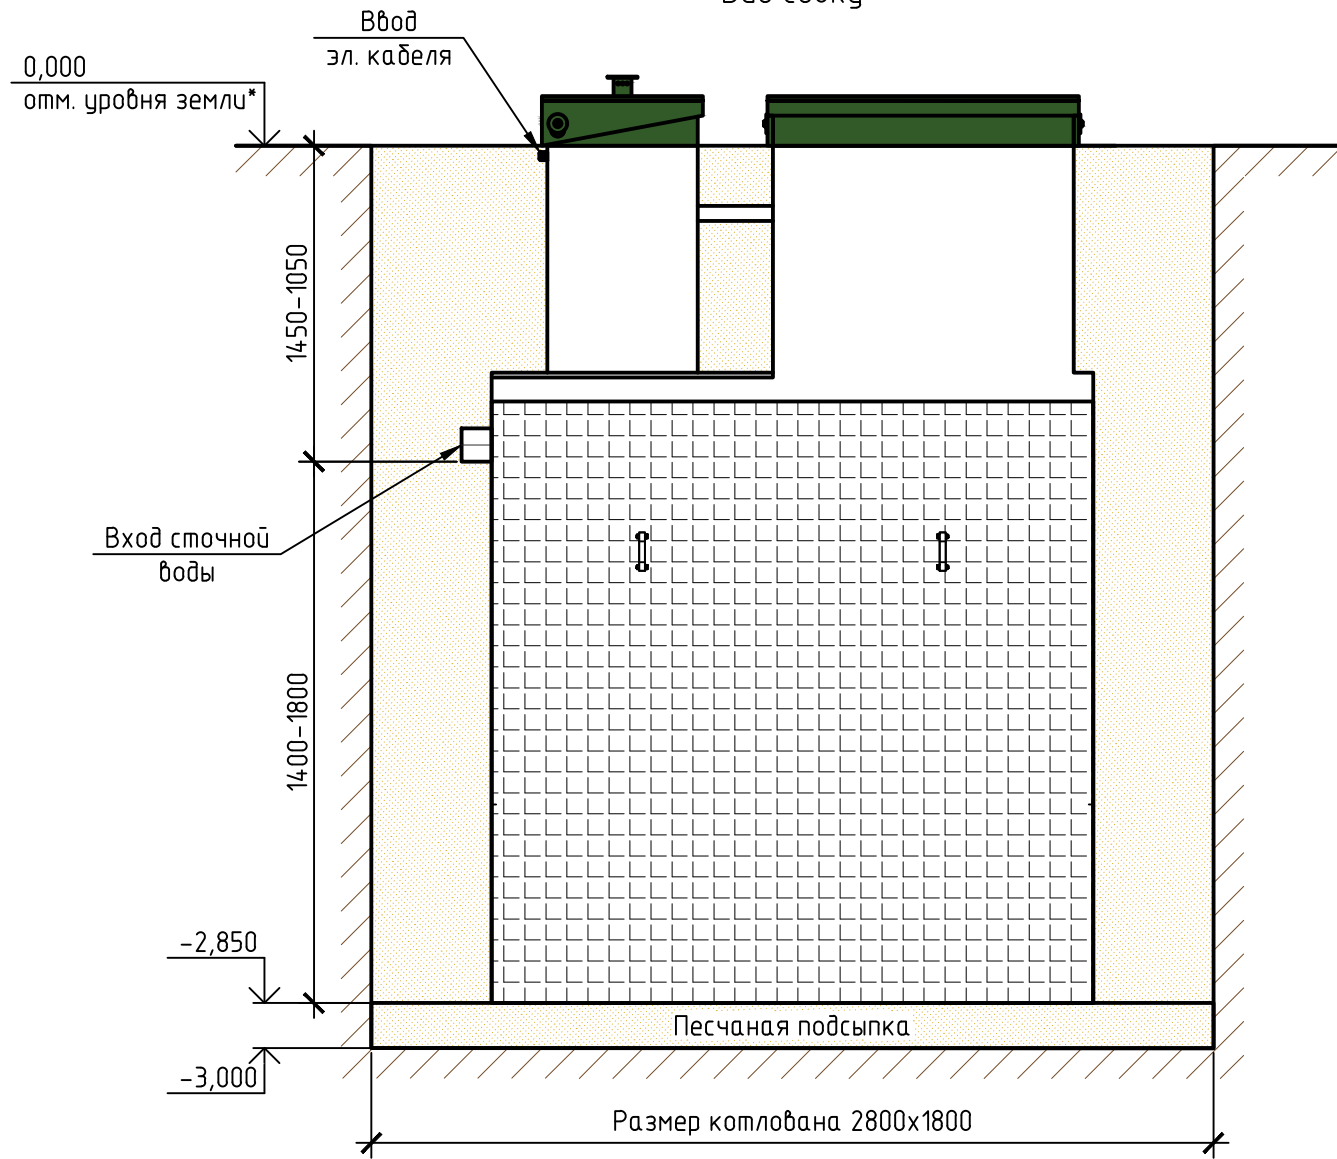 Ввод
эл. кабеля
0,000
отм. уровня земли*
1450-1050
Вход сточной
воды
1400-1800
-2,850
Песчаная подсыпка
-3,000
Размер котлована 2800х1800